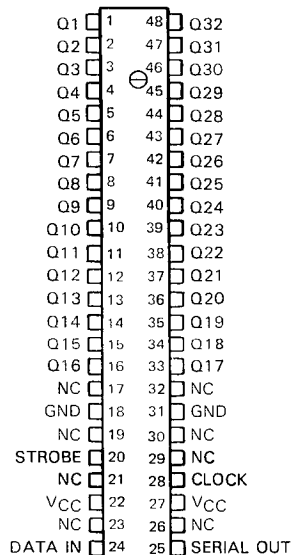 Q1 1 48 Q32
Q2 2 47 Q31
Q3 3 46 Q30
Q4 4 45 Q29
Q5 5 44 Q28
Q6 6 43 Q27
Q7 7 42 Q26
Q8 8 41 Q25
Q9 9 40 Q24
Q10 10 39 Q23
Q11 11 38 Q22
Q12 12 37 Q21
Q13 13 36 Q20
Q14 14 35 Q19
Q15 15 34 Q18
Q16 16 33 Q17
NC 17 32 NC
GND 18 31 GND
NC 19 30 NC
STROBE 20 29 NC
NC 21 28 CLOCK
VCC 22 27 VCC
NC 23 26 NC
DATA IN 24 25 SERIAL OUT